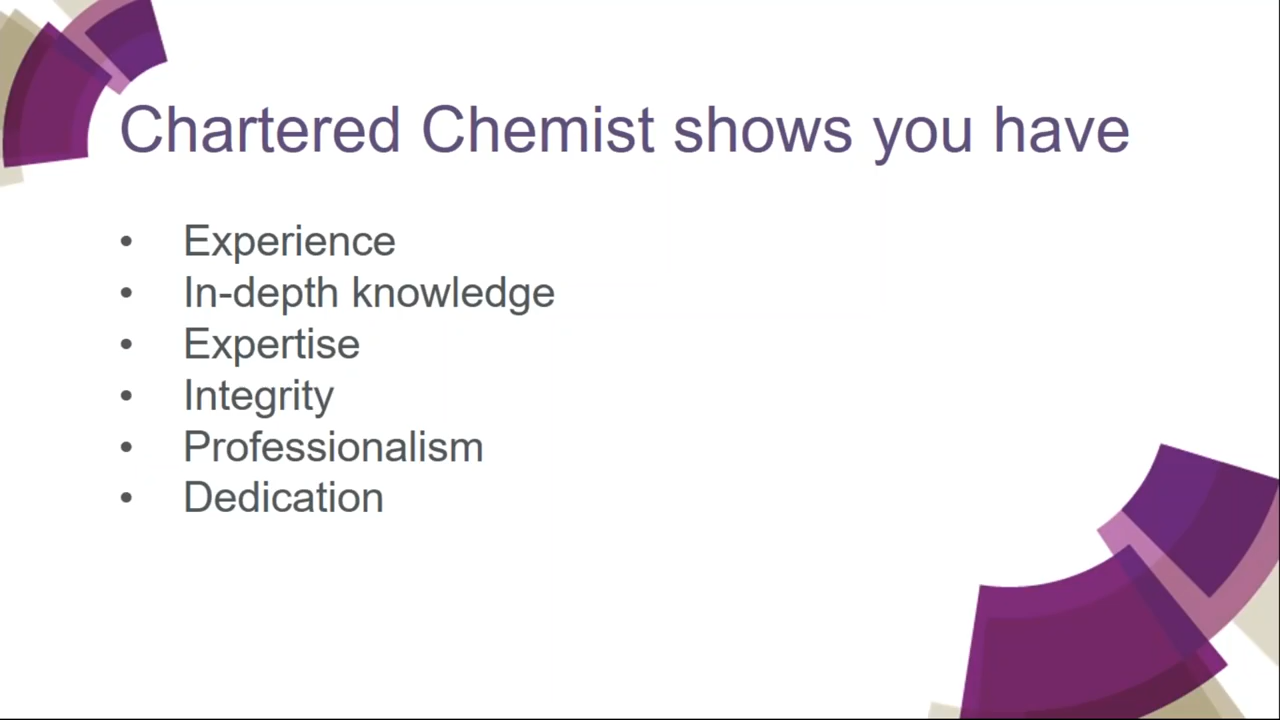 Chartered Chemist shows you have
• Experience
• In-depth knowledge
• Expertise
• Integrity
• Professionalism
• Dedication